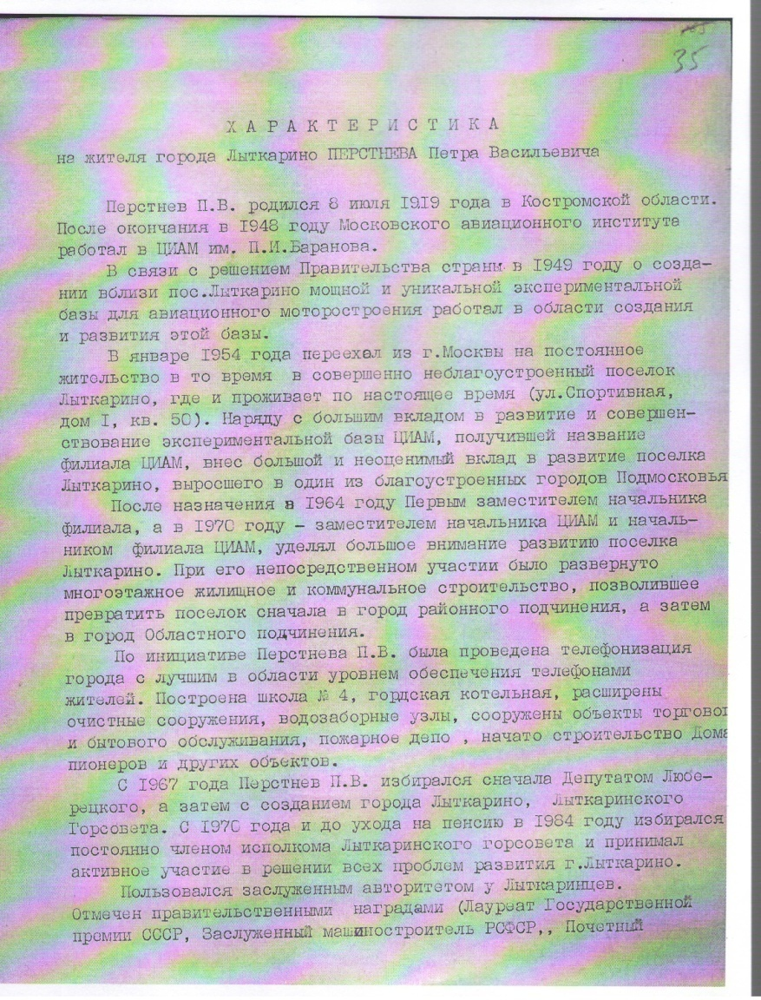 35
ХАРАКТЕРИСТИКА
на жителя города Лыткарино ПЕРСТНЕВА Петра Васильевича
Перстнев П.В. родился 8 июля 1919 года в Костромской области.
После окончания в 1948 году Московского авиационного института
работал в ЦИАМ им. П.И.Баранова.
В связи с решением Правительства страны в 1949 году о созда-
нии вблизи пос.Лыткарино мощной и уникальной экспериментальной
базы для авиационного моторостроения работал в области создания
и развития этой базы.
В январе 1954 года переехал из г.Москвы на постоянное
жительство в то время в совершенно неблагоустроенный поселок
Лыткарино, где и проживает по настоящее время (ул.Спортивная,
дом I, кв. 50). Наряду с большим вкладом в развитие и совершен-
ствование экспериментальной базы ЦИАМ, получившей название
филиала ЦИАМ, внес большой и неоценимый вклад в развитие поселка
Лыткарино, выросшего в один из благоустроенных городов Подмосковья
После назначения в 1964 году Первым заместителем начальника
филиала, а в 1970 году – заместителем начальника ЦИАМ и началь-
ником филиала ЦИАМ, уделял большое внимание развитию поселка
Лыткарино. При его непосредственном участии было развернуто
многоэтажное жилищное и коммунальное строительство, позволившее
превратить поселок сначала в город районного подчинения, а затем
в город Областного подчинения.
По инициативе Перстнева П.В. была проведена телефонизация
города с лучшим в области уровнем обеспечения телефонами
жителей. Построена школа № 4, гордская котельная, расширены
очистные сооружения, водозаборные узлы, сооружены объекты торговой
и бытового обслуживания, пожарное депо , начато строительство Дома
пионеров и других объектов.
С 1967 года Перстнев П.В. избирался сначала Депутатом Любе-
рецкого, а затем с созданием города Лыткарино, Лыткаринского
Горсовета. С 1970 года и до ухода на пенсию в 1984 году избирался
постоянно членом исполкома Лыткаринского горсовета и принимал
активное участие в решении всех проблем развития г.Лыткарино.
Пользовался заслуженным авторитетом у Лыткаринцев.
Отмечен правительственными наградами (Лауреат Государственной
премии СССР, Заслуженный машиностроитель РСФСР,, Почетный